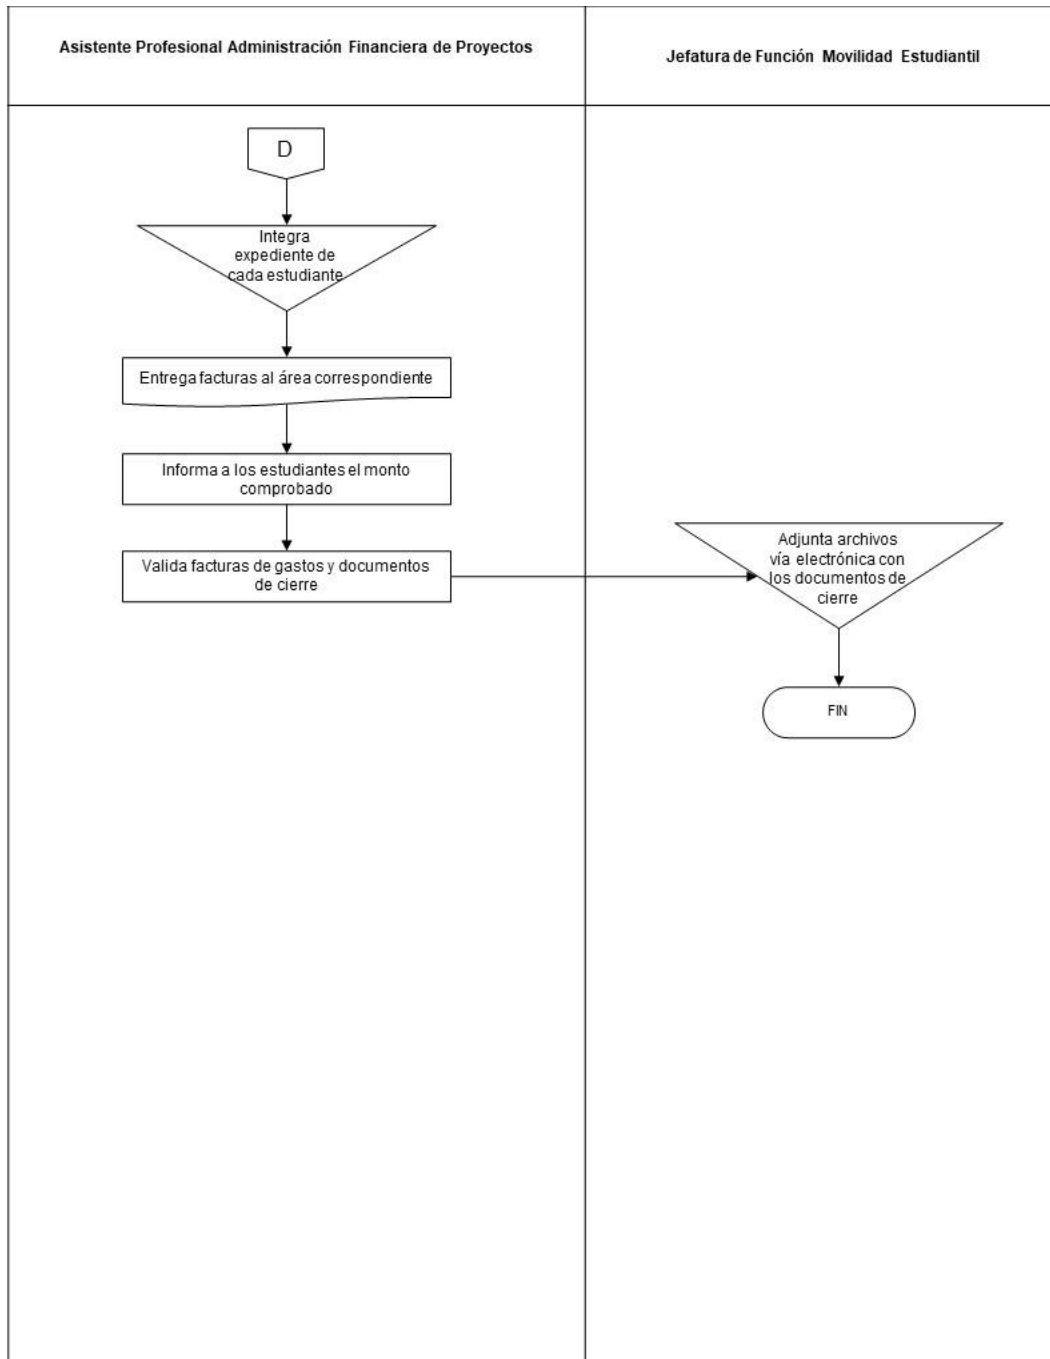 Asistente Profesional Administración Financiera de Proyectos
Jefatura de Función Movilidad Estudiantil
D
Integra
expediente de
cada estudiante
Entrega facturas al área correspondiente
Informa a los estudiantes el monto
comprobado
Valida facturas de gastos y documentos
de cierre
Adjunta archivos
vía electrónica con
los documentos de
cierre
FIN